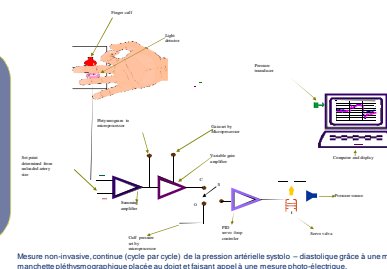 Finger cuff
Light
detector
Pressure
transducer
Plethysmogram to
microprocessor
Gain set by
Microprocessor
Variable gain
amplifier
Computer and display
Set-point
determined from
unloaded artery
size
C
S
O
Summing
amplifier
Pressure source
PID
servo-loop
controler
Servo valve
Cuff pressure
set by
microprocessor
Mesure non-invasive, continue (cycle par cycle) de la pression artérielle systolo – diastolique grâce à une m
manchette pléthysmographique placée au doigt et faisant appel à une mesure photo-électrique.